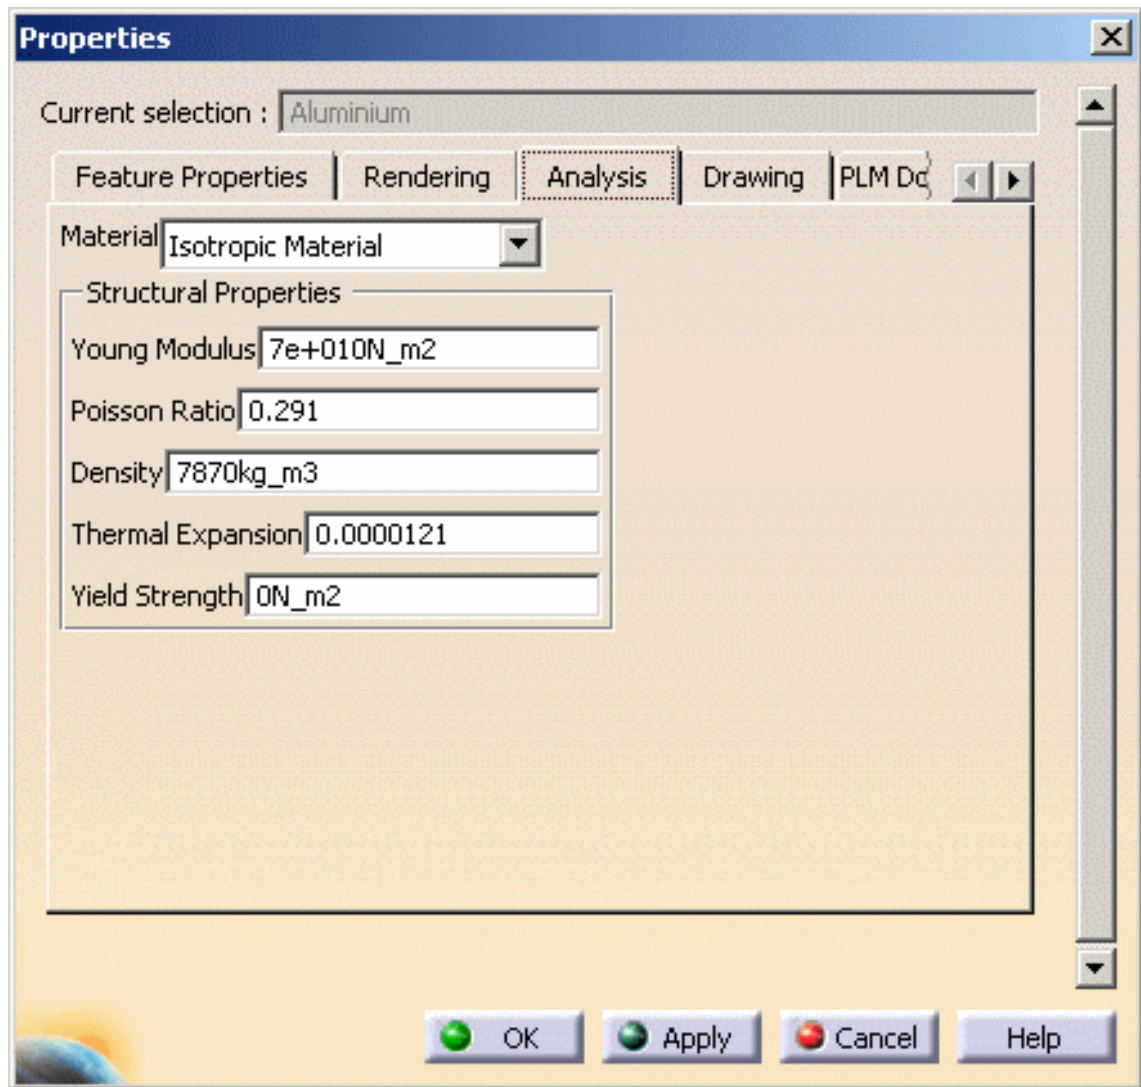 Properties
Current selection : Aluminium
Feature Properties Rendering Analysis Drawing PLM Do
Material Isotropic Material
Structural Properties
Young Modulus 7e+010N_m2
Poisson Ratio 0.291
Density 7870kg_m3
Thermal Expansion 0.0000121
Yield Strength 0N_m2
OK Apply Cancel Help